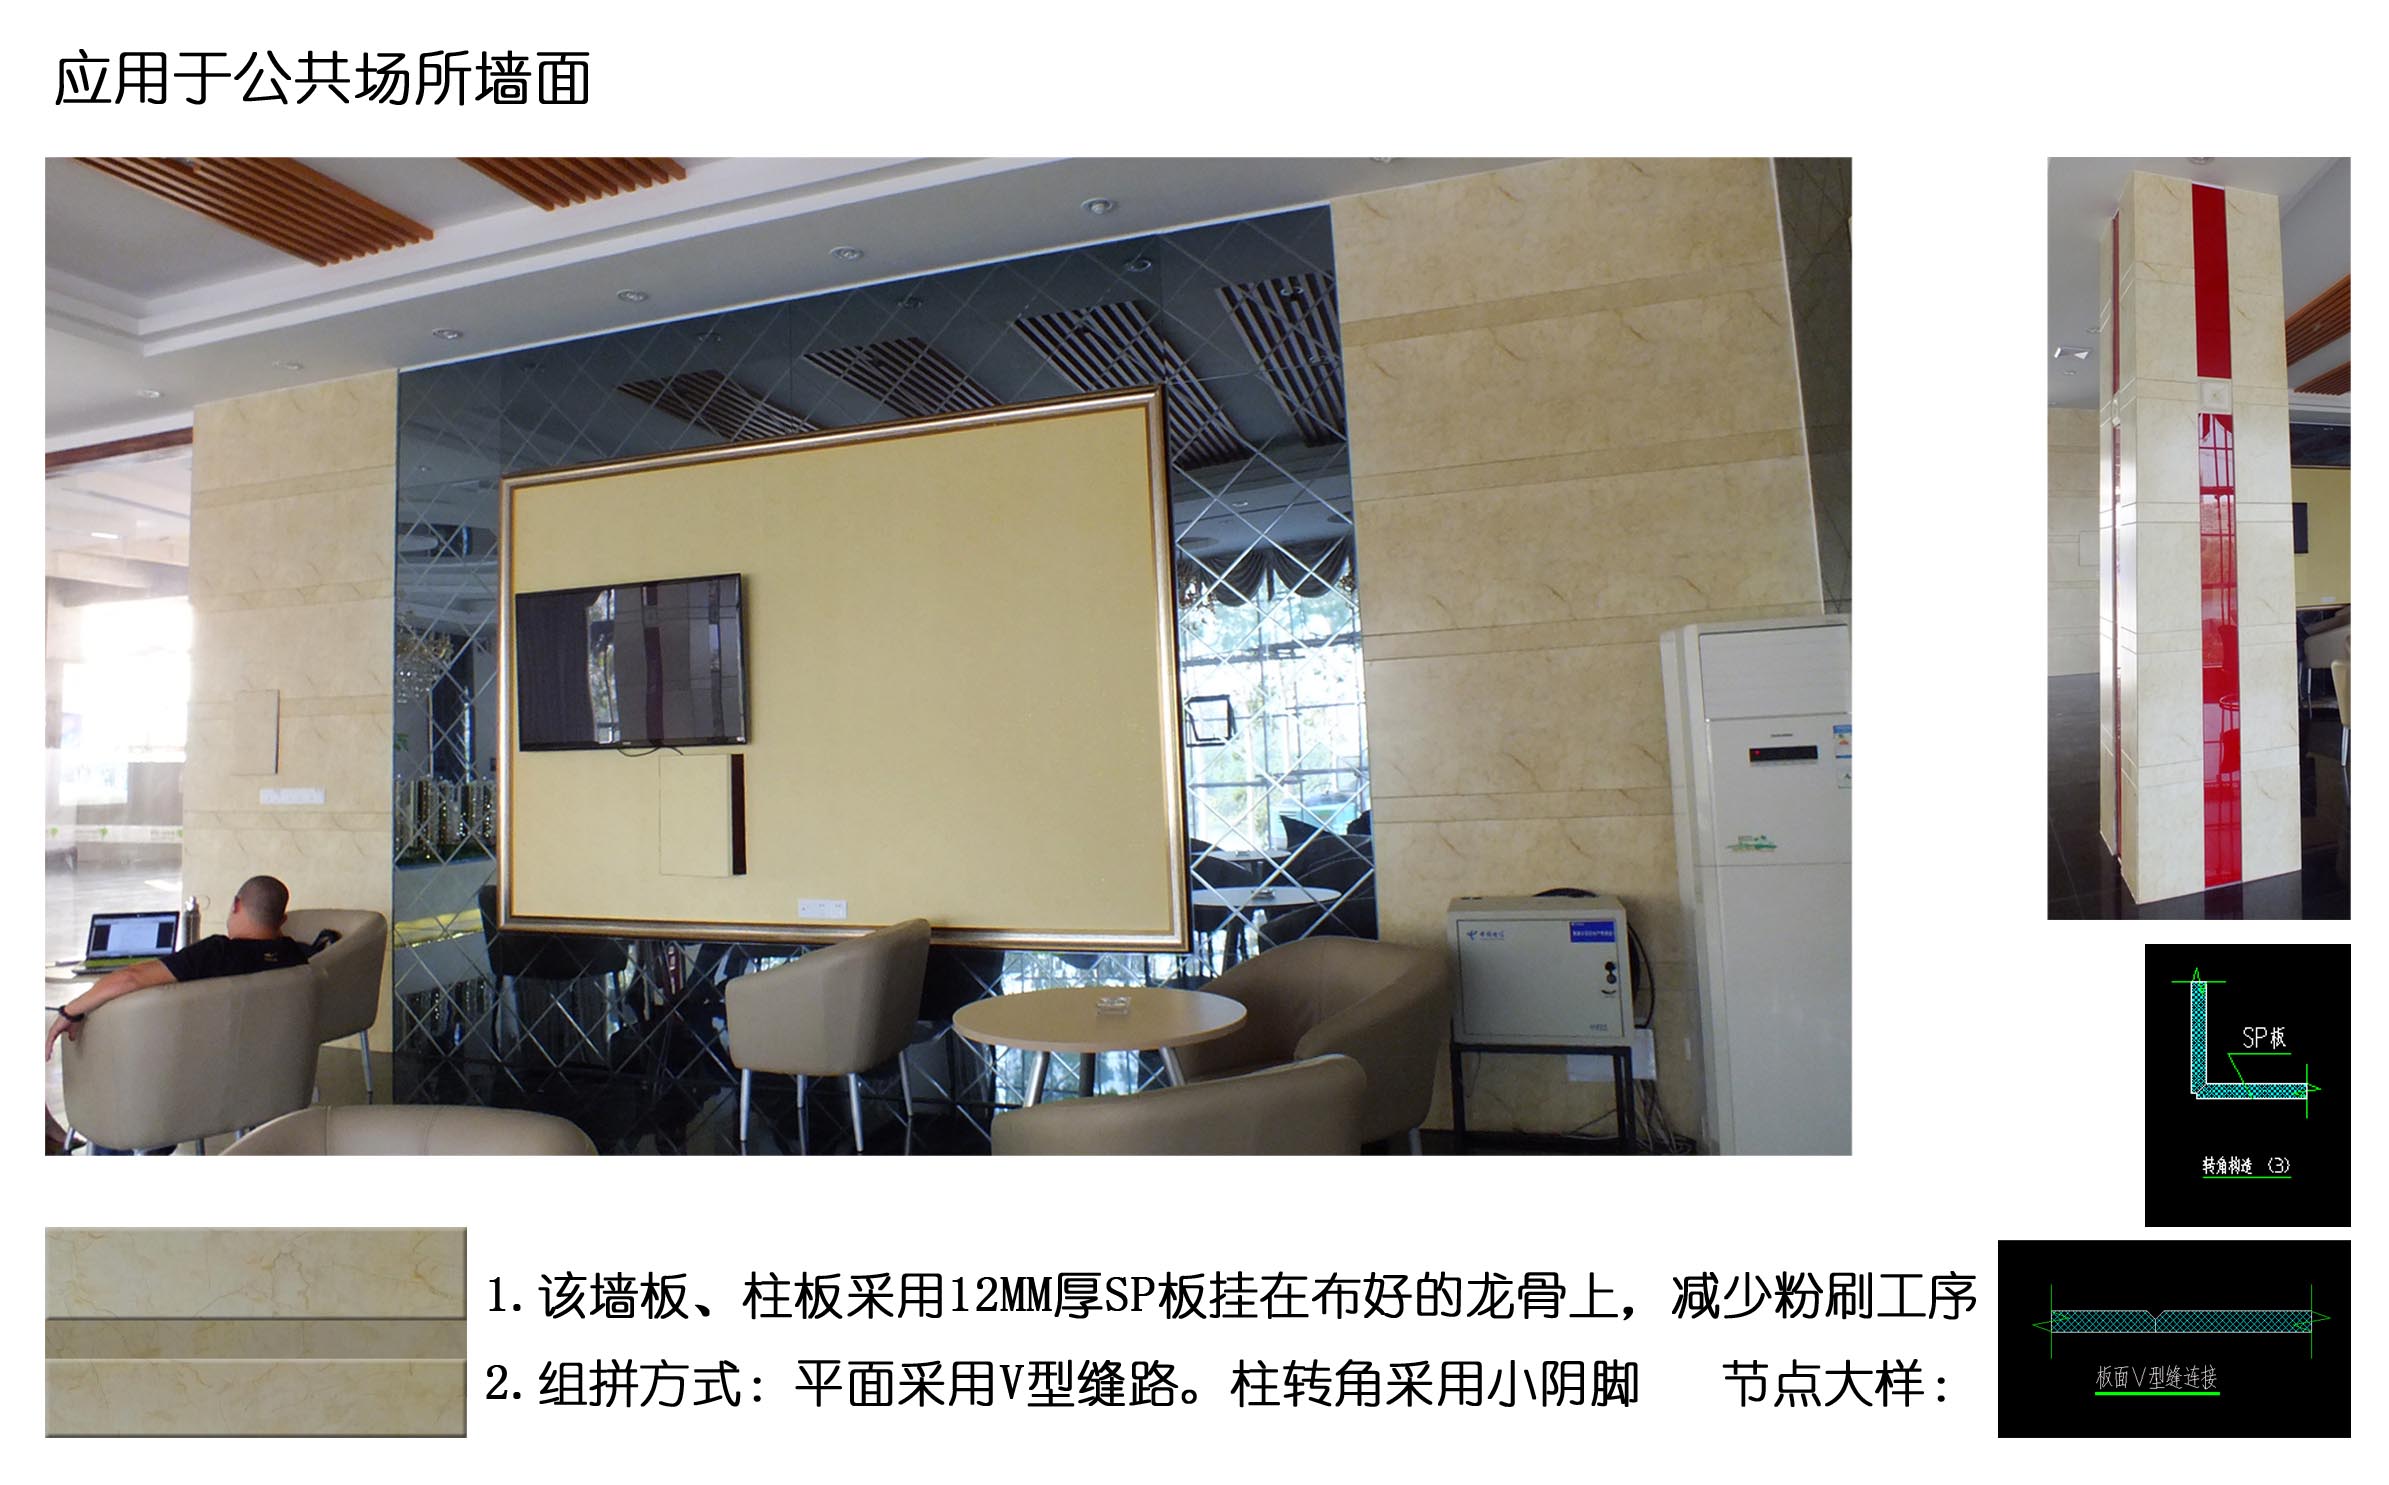 应用于公共场所墙面
SP板
转角构造 (3)
1.该墙板、柱板采用12MM厚SP板挂在布好的龙骨上，减少粉刷工序
2.组拼方式：平面采用V型缝路。柱转角采用小阴脚 节点大样：
板面V型缝连接
中国电信